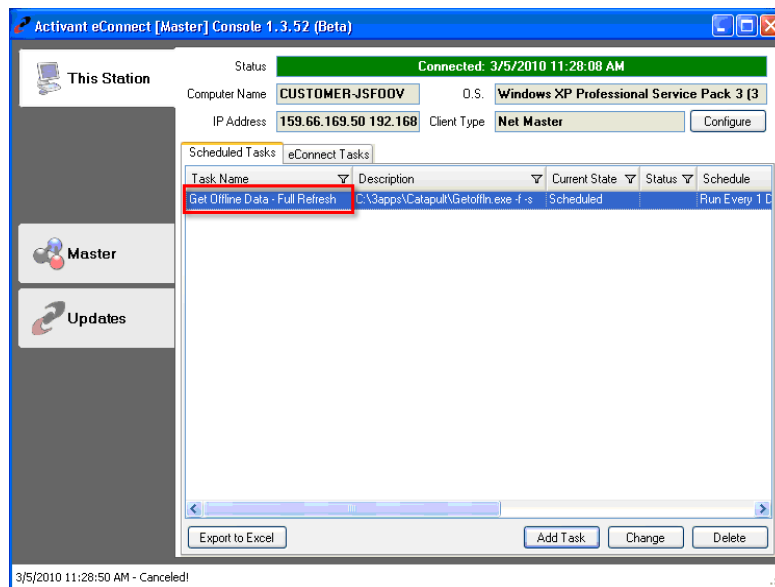 Activant eConnect [Master] Console 1.3.52 (Beta)
This Station
Status Connected: 3/5/2010 11:28:08 AM
Computer Name CUSTOMER-JSF00V O.S. Windows XP Professional Service Pack 3 (3
IP Address 159.66.169.50 192.168 Client Type Net Master Configure
Scheduled Tasks eConnect Tasks
Task Name Description Current State Status Schedule
Get Offline Data - Full Refresh C:\3apps\Catapult\Getoffln.exe -f -s Scheduled Run Every 1 D
Master
Updates
Export to Excel Add Task Change Delete
3/5/2010 11:28:50 AM - Canceled!